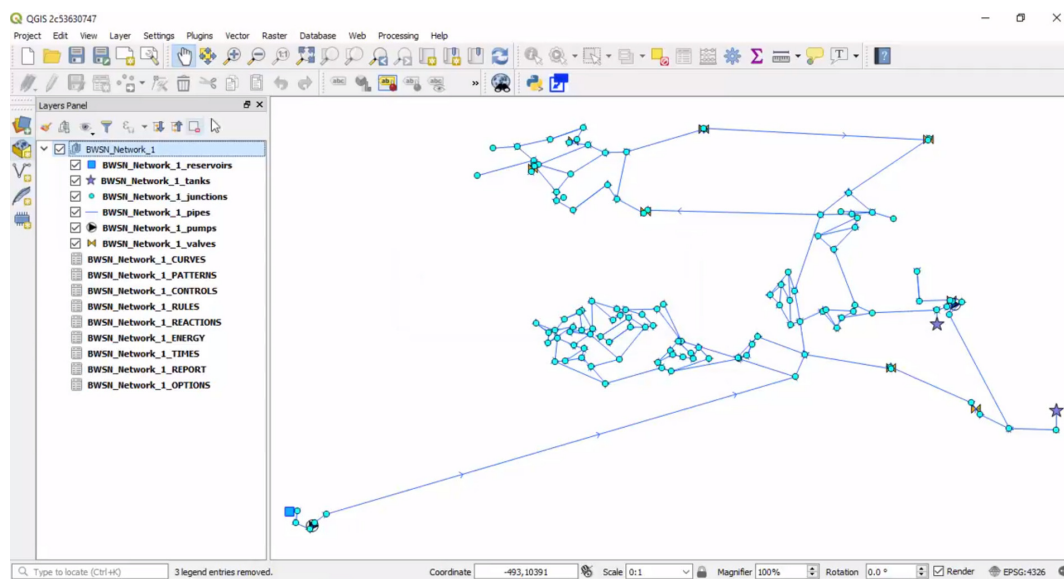 QGIS 2c53630747
Project Edit View Layer Settings Plugins Vector Raster Database Web Processing Help
Layers Panel
BWSN_Network_1
BWSN_Network_1_reservoirs
BWSN_Network_1_tanks
BWSN_Network_1_junctions
BWSN_Network_1_pipes
BWSN_Network_1_pumps
BWSN_Network_1_valves
BWSN_Network_1_CURVES
BWSN_Network_1_PATTERNS
BWSN_Network_1_CONTROLS
BWSN_Network_1_RULES
BWSN_Network_1_REACTIONS
BWSN_Network_1_ENERGY
BWSN_Network_1_TIMES
BWSN_Network_1_REPORT
BWSN_Network_1_OPTIONS
Type to locate (Ctrl+K) 3 legend entries removed. Coordinate -493,10391 Scale 0:1 Magnifier 100% Rotation 0.0 ° Render EPSG:4326